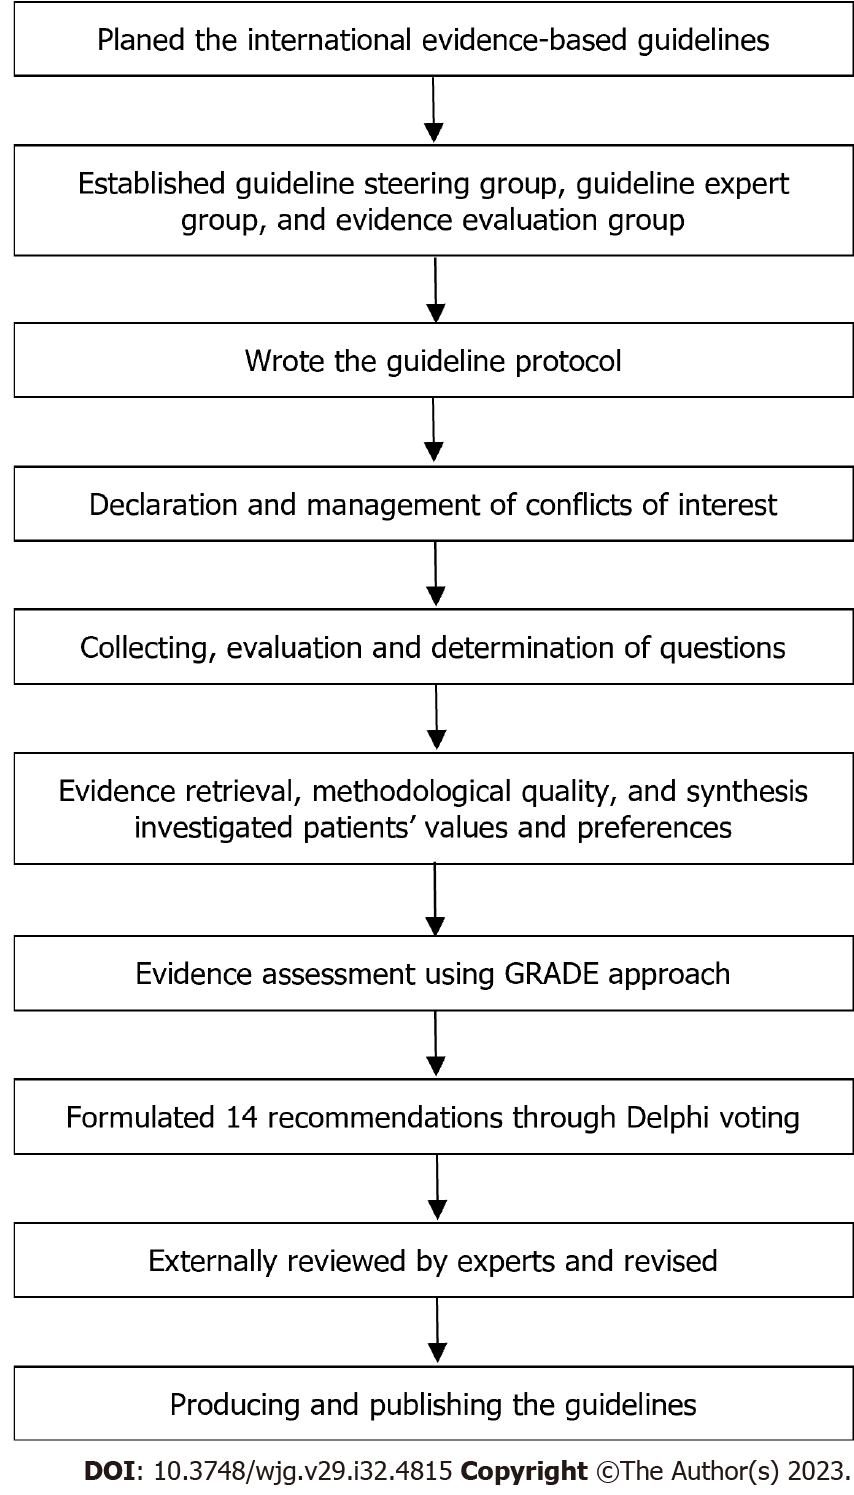 Planed the international evidence-based guidelines
Established guideline steering group, guideline expert
group, and evidence evaluation group
Wrote the guideline protocol
Declaration and management of conflicts of interest
Collecting, evaluation and determination of questions
Evidence retrieval, methodological quality, and synthesis
investigated patients’ values and preferences
Evidence assessment using GRADE approach
Formulated 14 recommendations through Delphi voting
Externally reviewed by experts and revised
Producing and publishing the guidelines
DOI: 10.3748/wjg.v29.i32.4815 Copyright ©The Author(s) 2023.